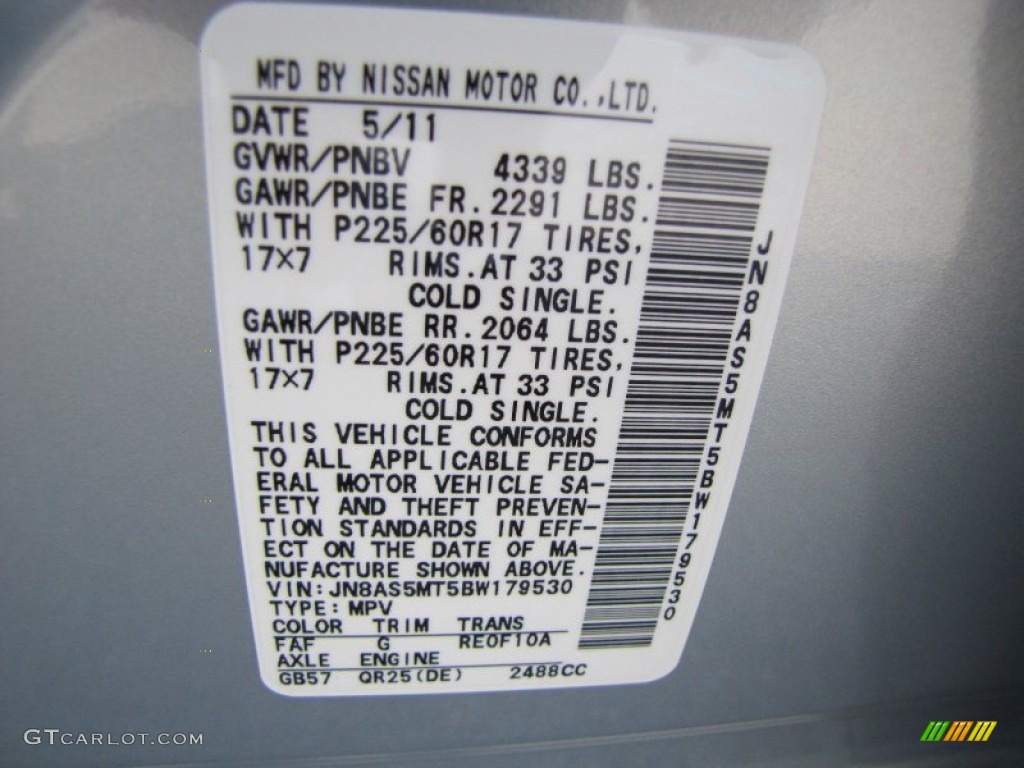 MFD BY NISSAN MOTOR CO.,LTD.
DATE 5/11
GVWR/PNBV 4339 LBS.
GAWR/PNBE FR. 2291 LBS.
WITH P225/60R17 TIRES,
17×7 RIMS.AT 33 PSI
COLD SINGLE.
GAWR/PNBE RR. 2064 LBS.
WITH P225/60R17 TIRES,
17×7 RIMS.AT 33 PSI
COLD SINGLE.
THIS VEHICLE CONFORMS
TO ALL APPLICABLE FED-
ERAL MOTOR VEHICLE SA-
FETY AND THEFT PREVEN-
TION STANDARDS IN EFF-
ECT ON THE DATE OF MA-
NUFACTURE SHOWN ABOVE.
VIN:JN8AS5MT5BW179530
TYPE:MPV
COLOR TRIM TRANS
FAF G RE0F10A
AXLE ENGINE
GB57 QR25(DE) 2488CC
JN8AS5MT5BW179530
GTCARLOT.COM